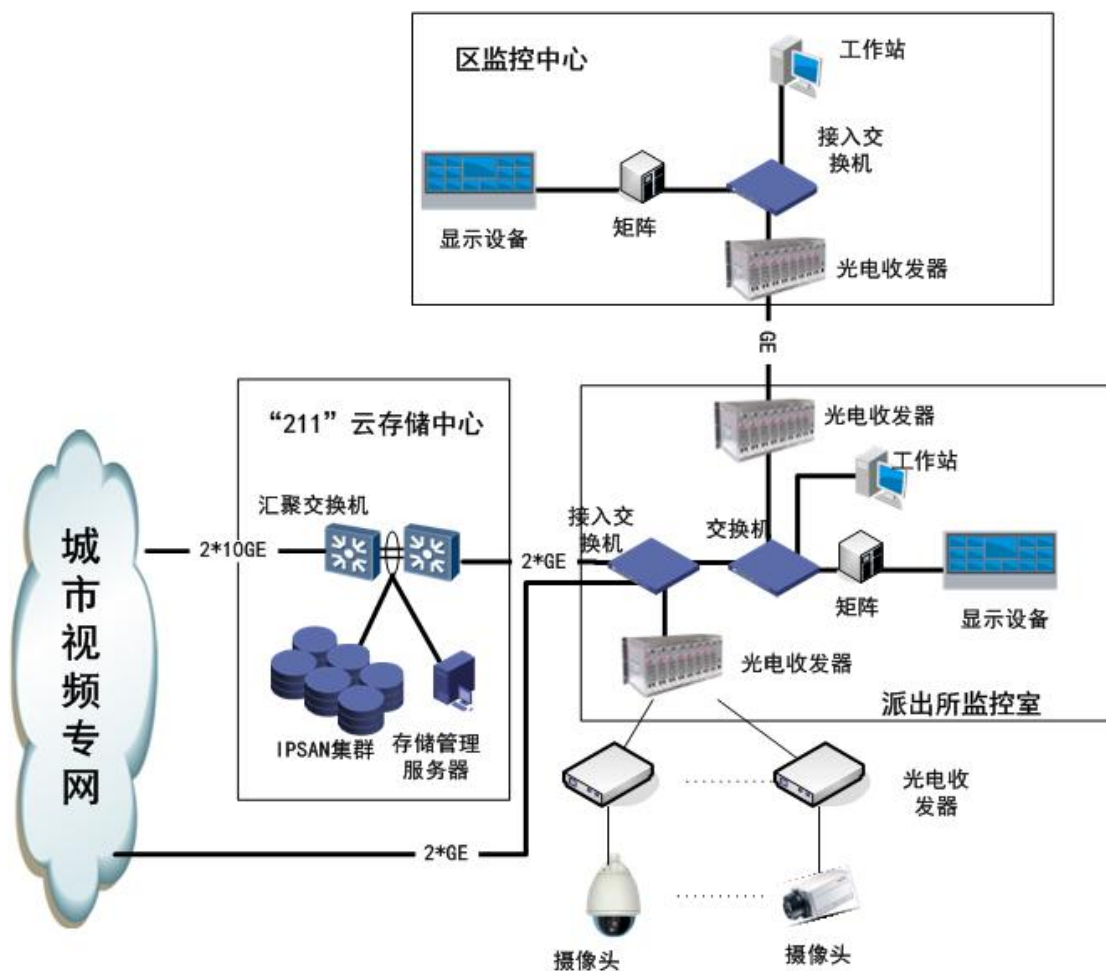 区监控中心
工作站
接入交
换机
显示设备
矩阵
光电收发器
GE
光电收发器
工作站
“211”云存储中心
汇聚交换机
接入交
换机
交换机
城市视频专网
2*10GE
2*GE
矩阵
显示设备
光电收发器
派出所监控室
IPSAN集群
存储管理
服务器
光电收
发器
2*GE
摄像头
摄像头